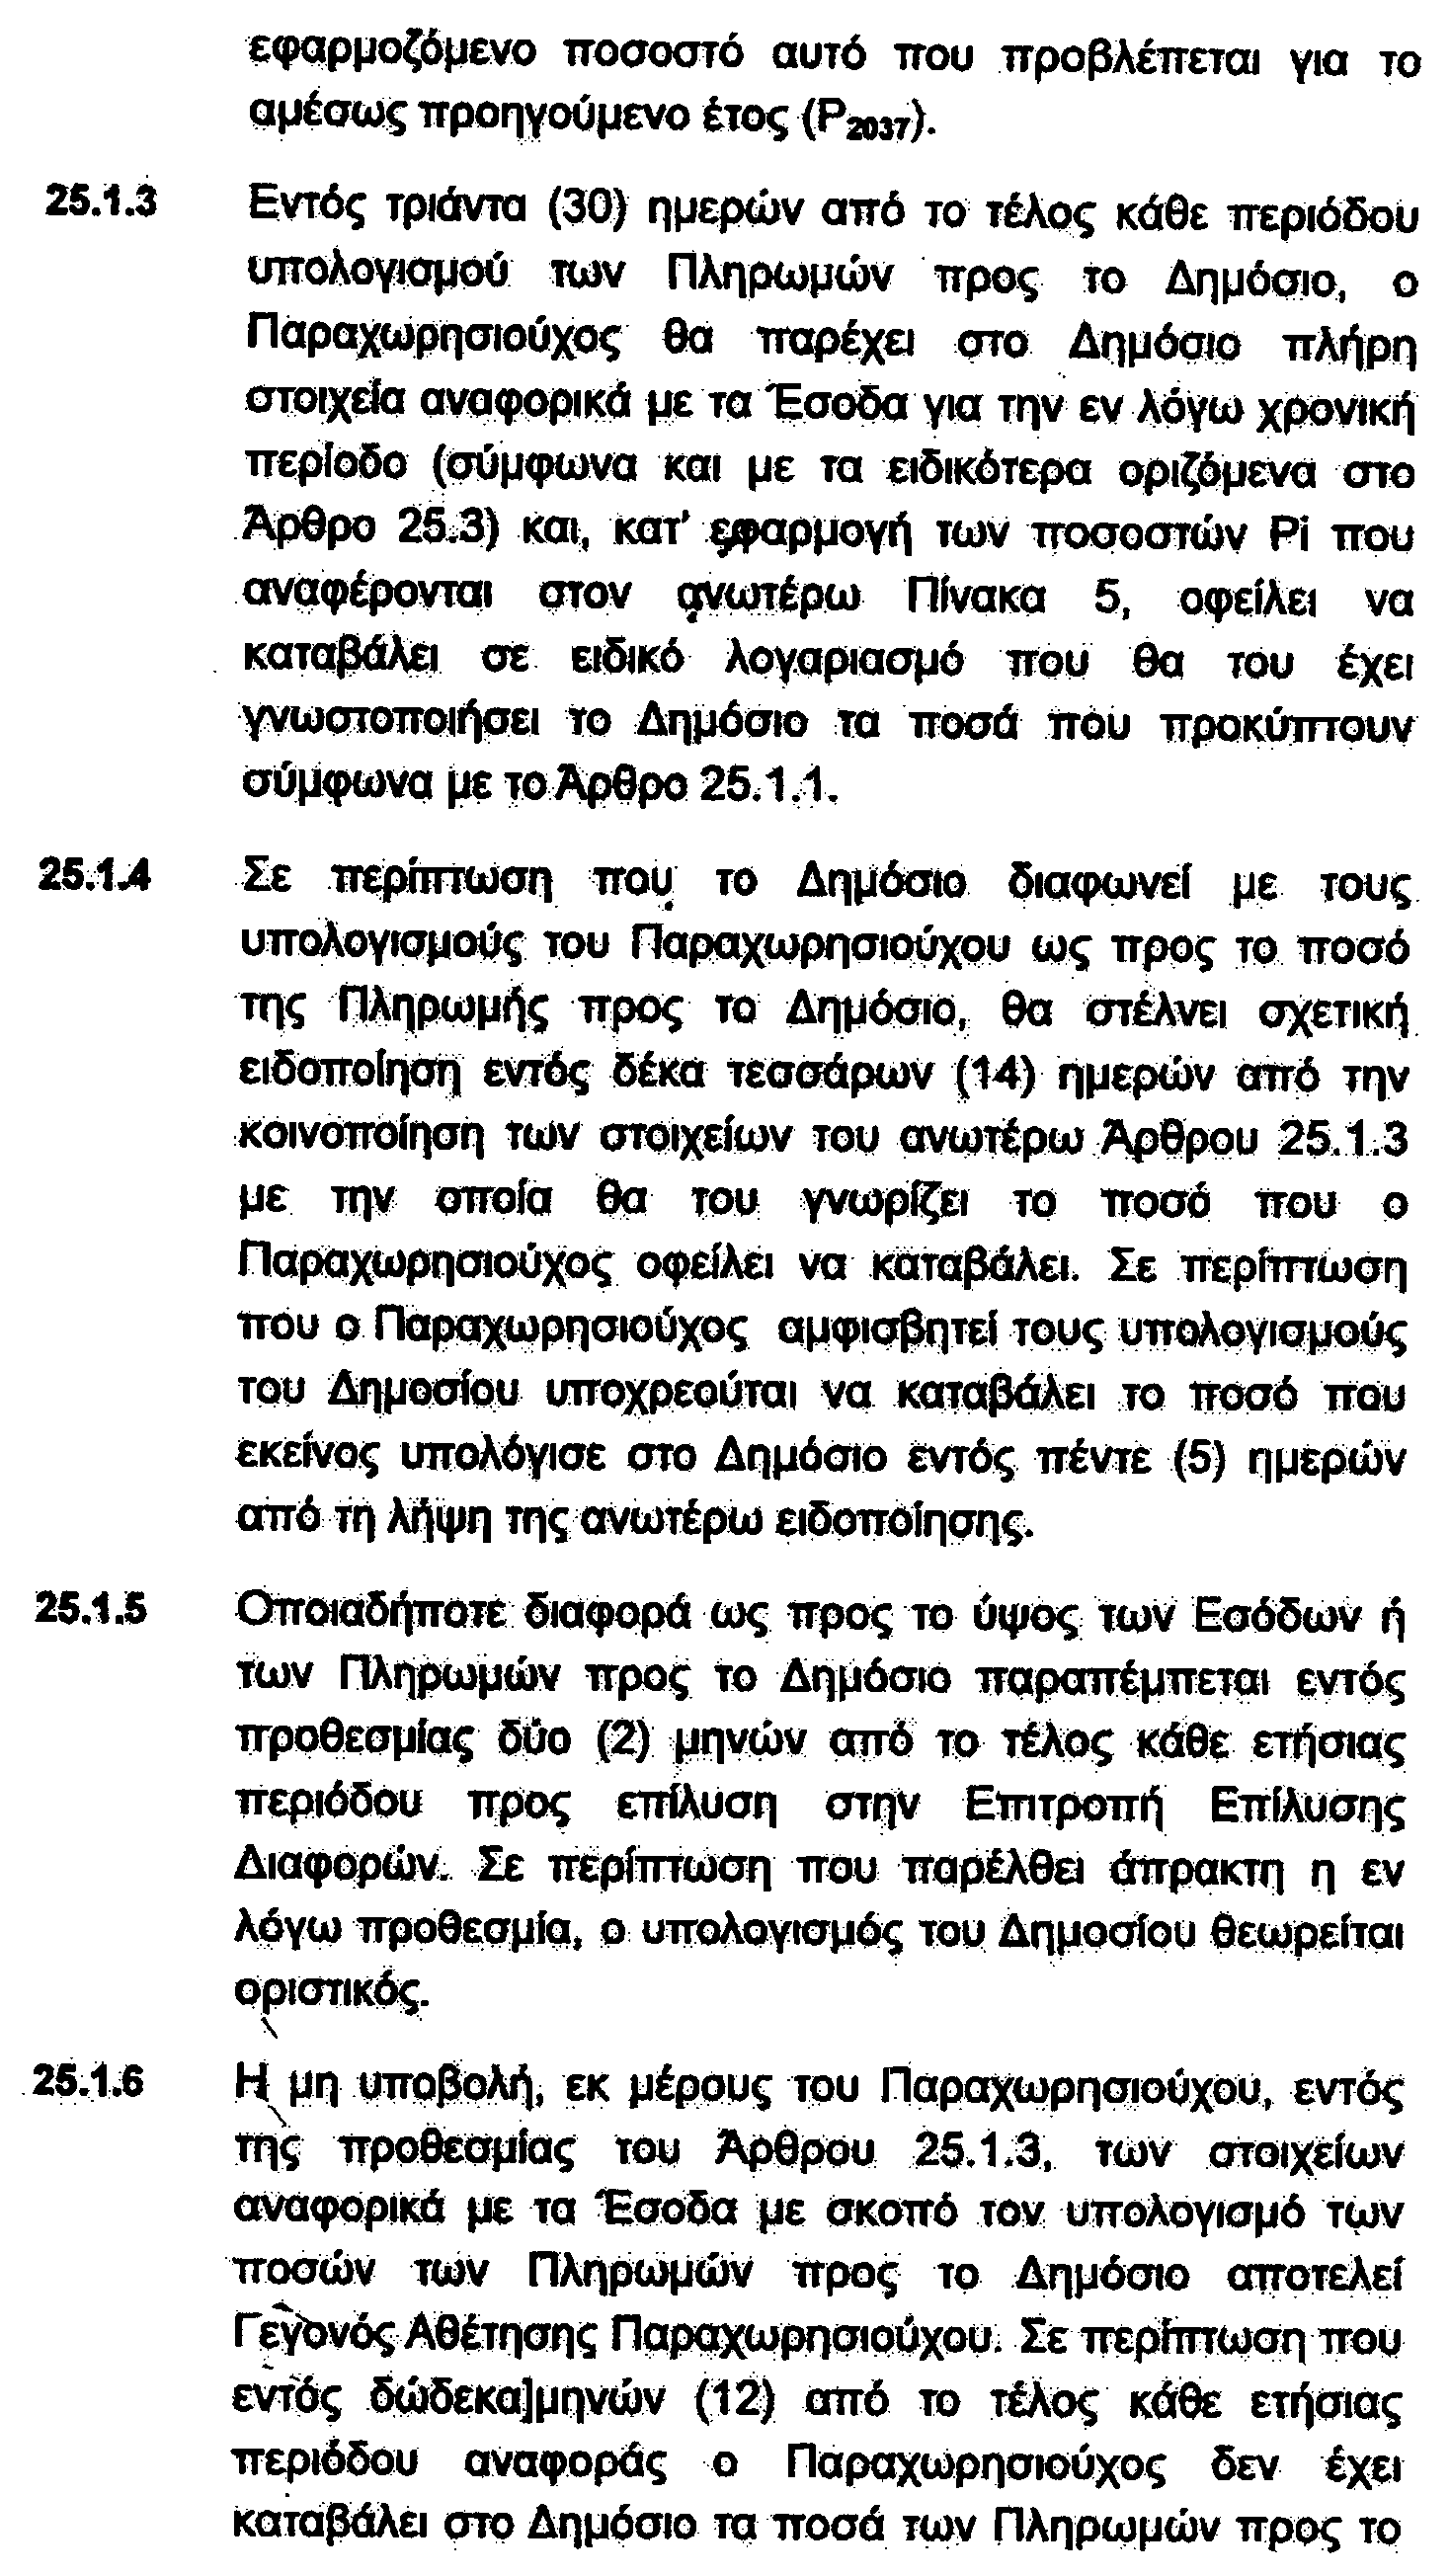 εφαρμοζόμενο ποσοστό αυτό που προβλέπεται για το
αμέσως προηγούμενο έτος (P2037).
25.1.3 Εντός τριάντα (30) ημερών από το τέλος κάθε περιόδου
υπολογισμού των Πληρωμών προς το Δημόσιο, ο
Παραχωρησιούχος θα παρέχει στο Δημόσιο πλήρη
στοιχεία αναφορικά με τα Έσοδα για την εν λόγω χρονική
περίοδο (σύμφωνα και με τα ειδικότερα οριζόμενα στο
Άρθρο 25.3) και, κατ' εφαρμογή των ποσοστών Pi που
αναφέρονται στον ανωτέρω Πίνακα 5, οφείλει να
καταβάλει σε ειδικό λογαριασμό που θα του έχει
γνωστοποιήσει το Δημόσιο τα ποσά που προκύπτουν
σύμφωνα με το Άρθρο 25.1.1.
25.1.4 Σε περίπτωση που το Δημόσιο διαφωνεί με τους
υπολογισμούς του Παραχωρησιούχου ως προς το ποσό
της Πληρωμής προς το Δημόσιο, θα στέλνει σχετική
ειδοποίηση εντός δέκα τεσσάρων (14) ημερών από την
κοινοποίηση των στοιχείων του ανωτέρω Άρθρου 25.1.3
με την οποία θα του γνωρίζει το ποσό που ο
Παραχωρησιούχος οφείλει να καταβάλει. Σε περίπτωση
που ο Παραχωρησιούχος αμφισβητεί τους υπολογισμούς
του Δημοσίου υποχρεούται να καταβάλει το ποσό που
εκείνος υπολόγισε στο Δημόσιο εντός πέντε (5) ημερών
από τη λήψη της ανωτέρω ειδοποίησης.
25.1.5 Οποιαδήποτε διαφορά ως προς το ύψος των Εσόδων ή
των Πληρωμών προς το Δημόσιο παραπέμπεται εντός
προθεσμίας δύο (2) μηνών από το τέλος κάθε ετήσιας
περιόδου προς επίλυση στην Επιτροπή Επίλυσης
Διαφορών. Σε περίπτωση που παρέλθει άπρακτη η εν
λόγω προθεσμία, ο υπολογισμός του Δημοσίου θεωρείται
οριστικός.
25.1.6 Η μη υποβολή, εκ μέρους του Παραχωρησιούχου, εντός
της προθεσμίας του Άρθρου 25.1.3, των στοιχείων
αναφορικά με τα Έσοδα με σκοπό τον υπολογισμό των
ποσών των Πληρωμών προς το Δημόσιο αποτελεί
Γεγονός Αθέτησης Παραχωρησιούχου. Σε περίπτωση που
εντός δώδεκα]μηνών (12) από το τέλος κάθε ετήσιας
περιόδου αναφοράς ο Παραχωρησιούχος δεν έχει
καταβάλει στο Δημόσιο τα ποσά των Πληρωμών προς το